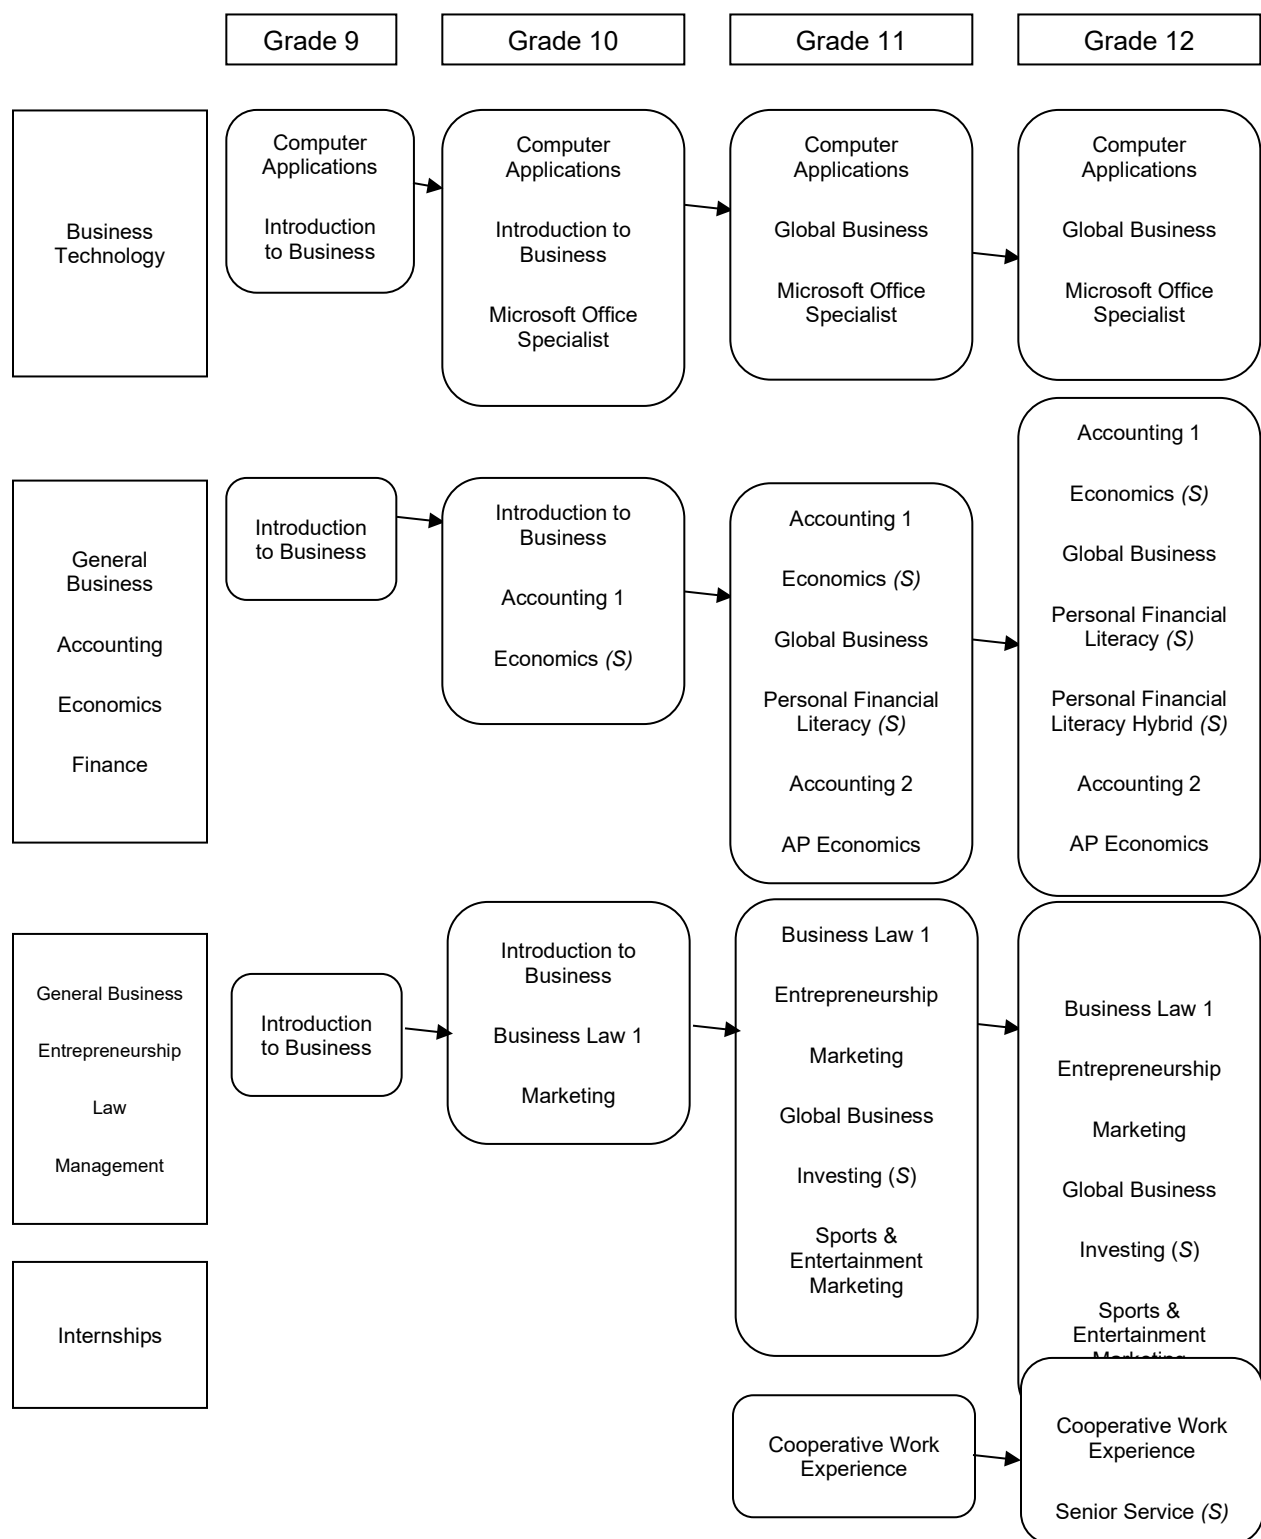 Grade 9
Grade 10
Grade 11
Grade 12
Business
Technology
Computer
Applications
Introduction
to Business
Computer
Applications
Introduction to
Business
Microsoft Office
Specialist
Computer
Applications
Global Business
Microsoft Office
Specialist
Computer
Applications
Global Business
Microsoft Office
Specialist
General
Business
Accounting
Economics
Finance
Introduction
to Business
Introduction to
Business
Accounting 1
Economics (S)
Accounting 1
Economics (S)
Global Business
Personal Financial
Literacy (S)
Accounting 2
AP Economics
Accounting 1
Economics (S)
Global Business
Personal Financial
Literacy (S)
Personal Financial
Literacy Hybrid (S)
Accounting 2
AP Economics
General Business
Entrepreneurship
Law
Management
Introduction
to Business
Introduction to
Business
Business Law 1
Marketing
Business Law 1
Entrepreneurship
Marketing
Global Business
Investing (S)
Sports &
Entertainment
Marketing
Business Law 1
Entrepreneurship
Marketing
Global Business
Investing (S)
Sports &
Entertainment
Marketing
Internships
Cooperative Work
Experience
Cooperative Work
Experience
Senior Service (S)